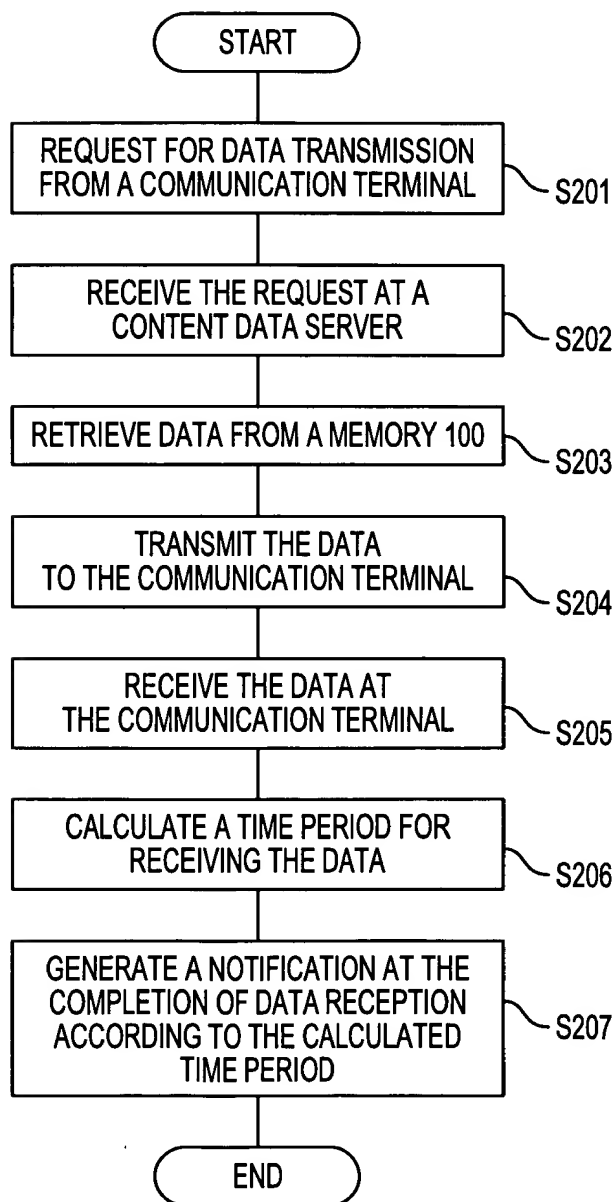 START
REQUEST FOR DATA TRANSMISSION
FROM A COMMUNICATION TERMINAL
S201
RECEIVE THE REQUEST AT A
CONTENT DATA SERVER
S202
RETRIEVE DATA FROM A MEMORY 100
S203
TRANSMIT THE DATA
TO THE COMMUNICATION TERMINAL
S204
RECEIVE THE DATA AT
THE COMMUNICATION TERMINAL
S205
CALCULATE A TIME PERIOD FOR
RECEIVING THE DATA
S206
GENERATE A NOTIFICATION AT THE
COMPLETION OF DATA RECEPTION
ACCORDING TO THE CALCULATED
TIME PERIOD
S207
END